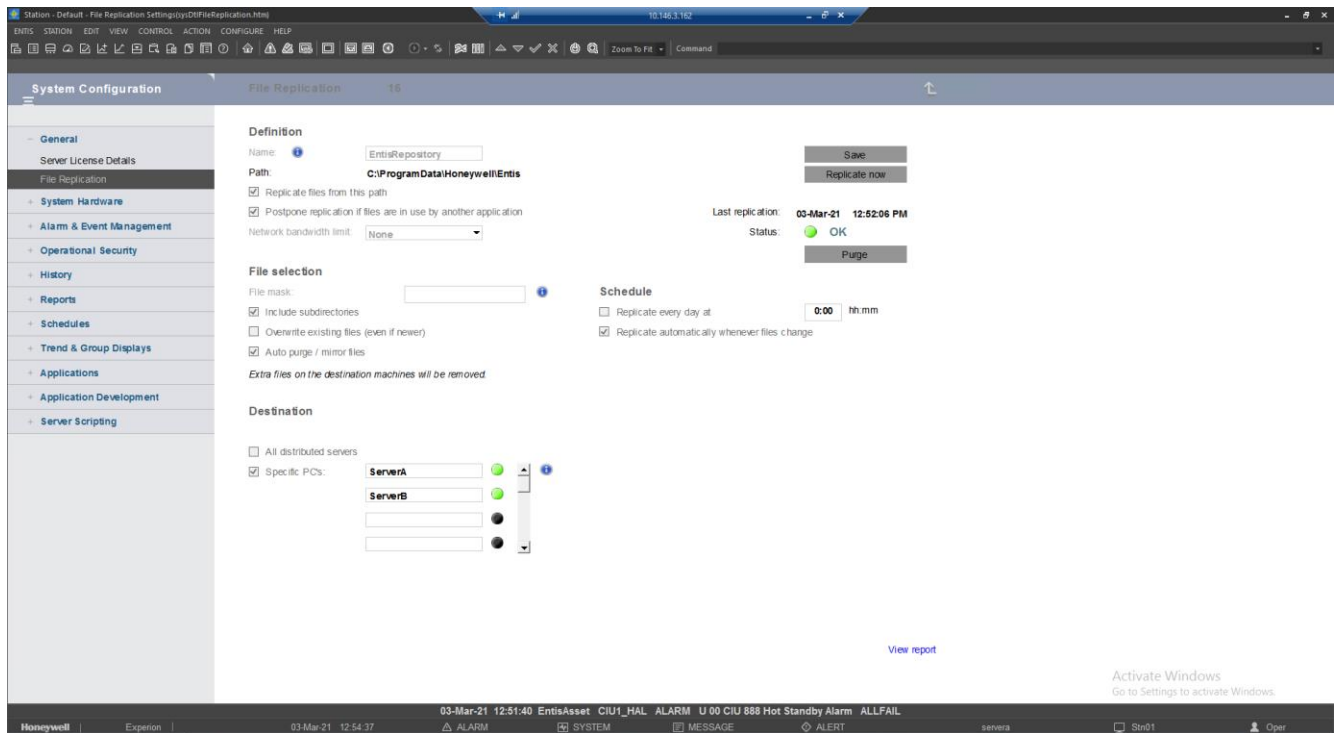 Station - Default - File Replication Settings(sysDtlFileReplication.htm)
10.146.3.162
ENTIS STATION EDIT VIEW CONTROL ACTION CONFIGURE HELP
Zoom To Fit Command
System Configuration
File Replication 16
General
Server License Details
File Replication
System Hardware
Alarm & Event Management
Operational Security
History
Reports
Schedules
Trend & Group Displays
Applications
Application Development
Server Scripting
Definition
Name: EntisRepository
Path: C:\ProgramData\Honeywell\Entis
Replicate files from this path
Postpone replication if files are in use by another application
Network bandwidth limit: None
Save
Replicate now
Last replication: 03-Mar-21 12:52:06 PM
Status: OK
Purge
File selection
File mask:
Include subdirectories
Overwrite existing files (even if newer)
Auto purge / mirror files
Extra files on the destination machines will be removed.
Schedule
Replicate every day at 0:00 hh:mm
Replicate automatically whenever files change
Destination
All distributed servers
Specific PC's: ServerA
ServerB
View report
Activate Windows
Go to Settings to activate Windows.
03-Mar-21 12:51:40 EntisAsset CIU1_HAL ALARM U 00 CIU 888 Hot Standby Alarm ALLFAIL
Honeywell Experion 03-Mar-21 12:54:37 ALARM SYSTEM MESSAGE ALERT servera Stn01 Oper